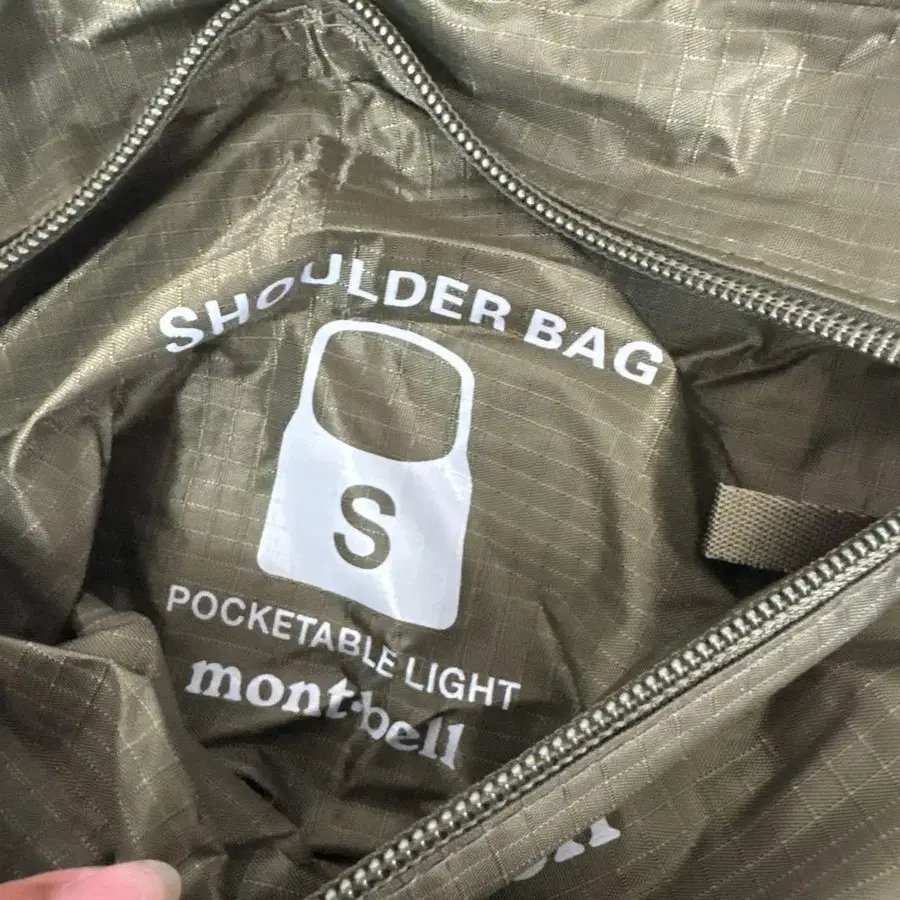 SHOULDER BAG
S
POCKETABLE LIGHT
mont-bell